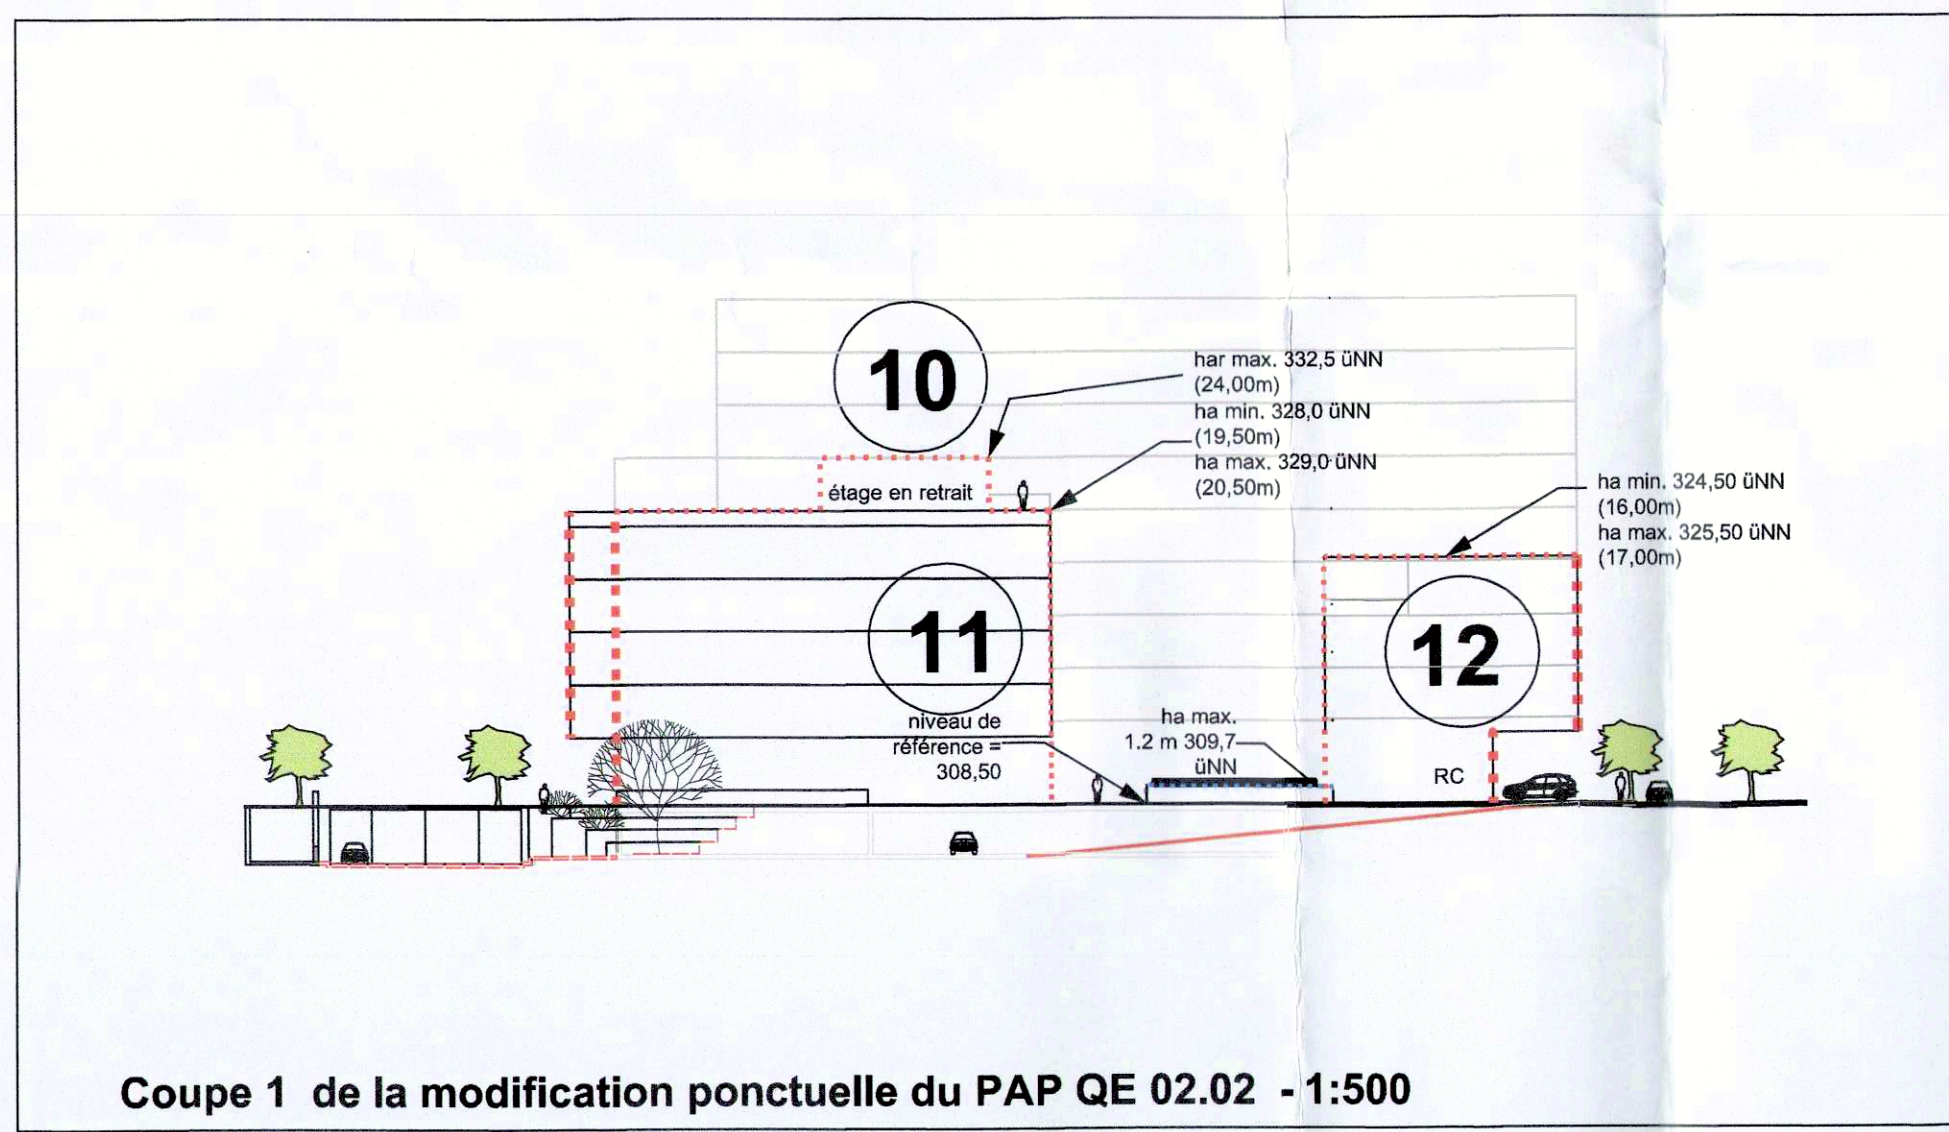 10
har max. 332,5 üNN
(24,00m)
ha min. 328,0 üNN
(19,50m)
ha max. 329,0 üNN
(20,50m)
étage en retrait
ha min. 324,50 üNN
(16,00m)
ha max. 325,50 üNN
(17,00m)
11
12
niveau de
référence =
308,50
ha max.
1.2 m 309,7
üNN
RC
Coupe 1 de la modification ponctuelle du PAP QE 02.02 - 1:500